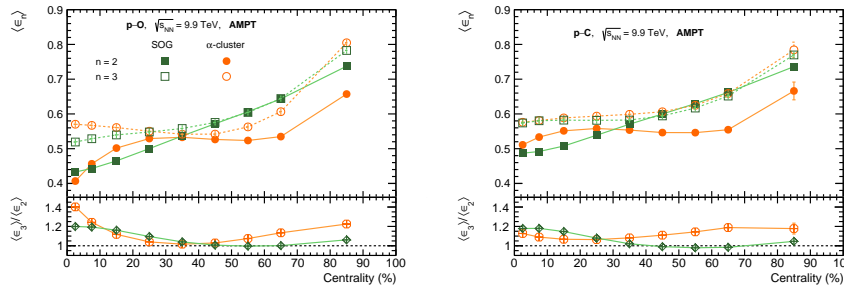 ⟨ε_n⟩
0.9
0.8
0.7
0.6
0.5
0.4
p–O, √s_NN = 9.9 TeV, AMPT
SOG α-cluster
n = 2
n = 3
⟨ε_3⟩/⟨ε_2⟩
1.4
1.2
1
0 10 20 30 40 50 60 70 80 90 100
Centrality (%)
⟨ε_n⟩
0.9
0.8
0.7
0.6
0.5
0.4
p–C, √s_NN = 9.9 TeV, AMPT
⟨ε_3⟩/⟨ε_2⟩
1.4
1.2
1
0 10 20 30 40 50 60 70 80 90 100
Centrality (%)